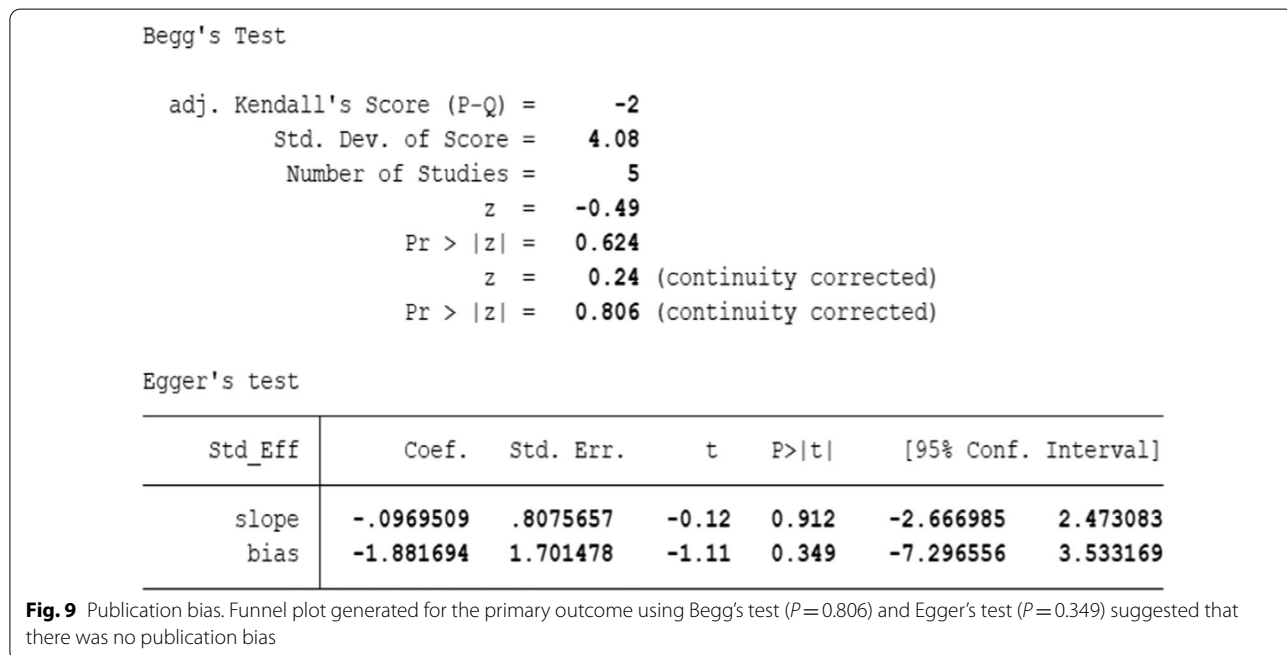 Begg's Test
adj. Kendall's Score (P-Q) = -2
Std. Dev. of Score = 4.08
Number of Studies = 5
z = -0.49
Pr > |z| = 0.624
z = 0.24 (continuity corrected)
Pr > |z| = 0.806 (continuity corrected)
Egger's test
Std_Eff Coef. Std. Err. t P>|t| [95% Conf. Interval]
slope -.0969509 .8075657 -0.12 0.912 -2.666985 2.473083
bias -1.881694 1.701478 -1.11 0.349 -7.296556 3.533169
Fig. 9 Publication bias. Funnel plot generated for the primary outcome using Begg's test (P = 0.806) and Egger's test (P = 0.349) suggested that
there was no publication bias